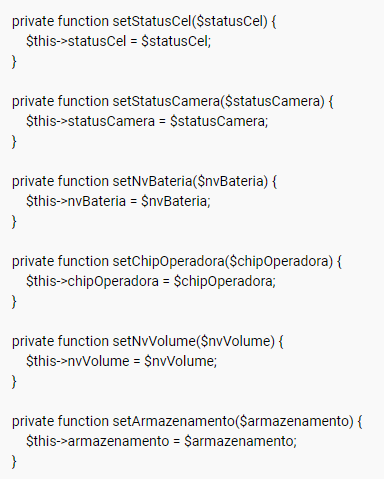 private function setStatusCel($statusCel) {
$this->statusCel = $statusCel;
}
private function setStatusCamera($statusCamera) {
$this->statusCamera = $statusCamera;
}
private function setNvBateria($nvBateria) {
$this->nvBateria = $nvBateria;
}
private function setChipOperadora($chipOperadora) {
$this->chipOperadora = $chipOperadora;
}
private function setNvVolume($nvVolume) {
$this->nvVolume = $nvVolume;
}
private function setArmazenamento($armazenamento) {
$this->armazenamento = $armazenamento;
}